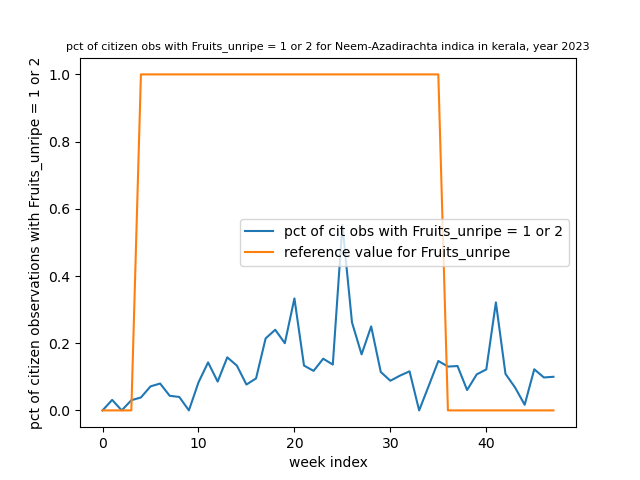 pct of citizen obs with Fruits_unripe = 1 or 2 for Neem-Azadirachta indica in kerala, year 2023
pct of citizen observations with Fruits_unripe = 1 or 2
1.0
0.8
0.6
0.4
0.2
0.0
pct of cit obs with Fruits_unripe = 1 or 2
reference value for Fruits_unripe
0 10 20 30 40
week index